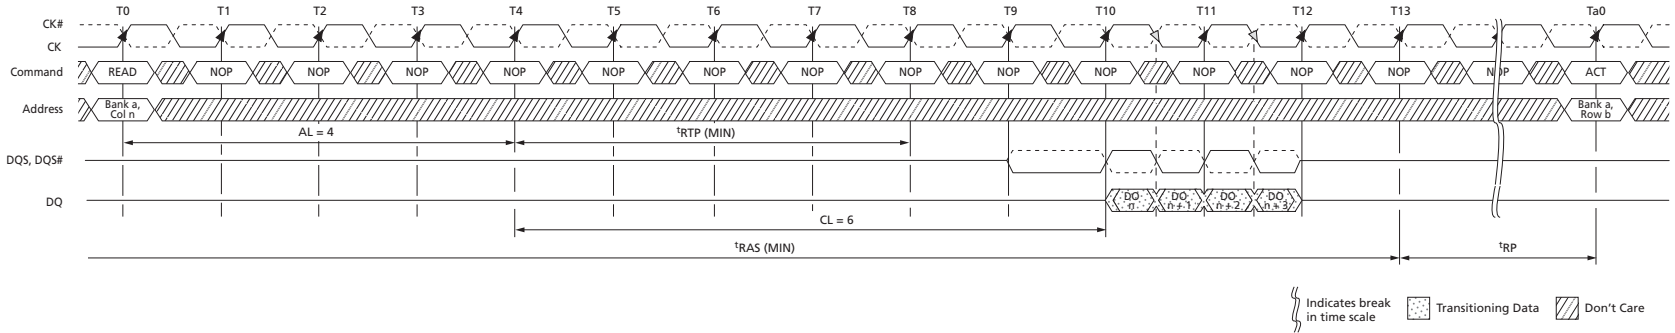 T0 T1 T2 T3 T4 T5 T6 T7 T8 T9 T10 T11 T12 T13 Ta0
CK#
CK
Command READ NOP NOP NOP NOP NOP NOP NOP NOP NOP NOP NOP NOP NOP NOP ACT
Address Bank a, Col n Bank a, Row b
AL = 4 tRTP (MIN)
DQS, DQS#
DQ DO n DO n + 1 DO n + 2 DO n + 3
CL = 6
tRAS (MIN) tRP
Indicates break
in time scale
Transitioning Data
Don't Care